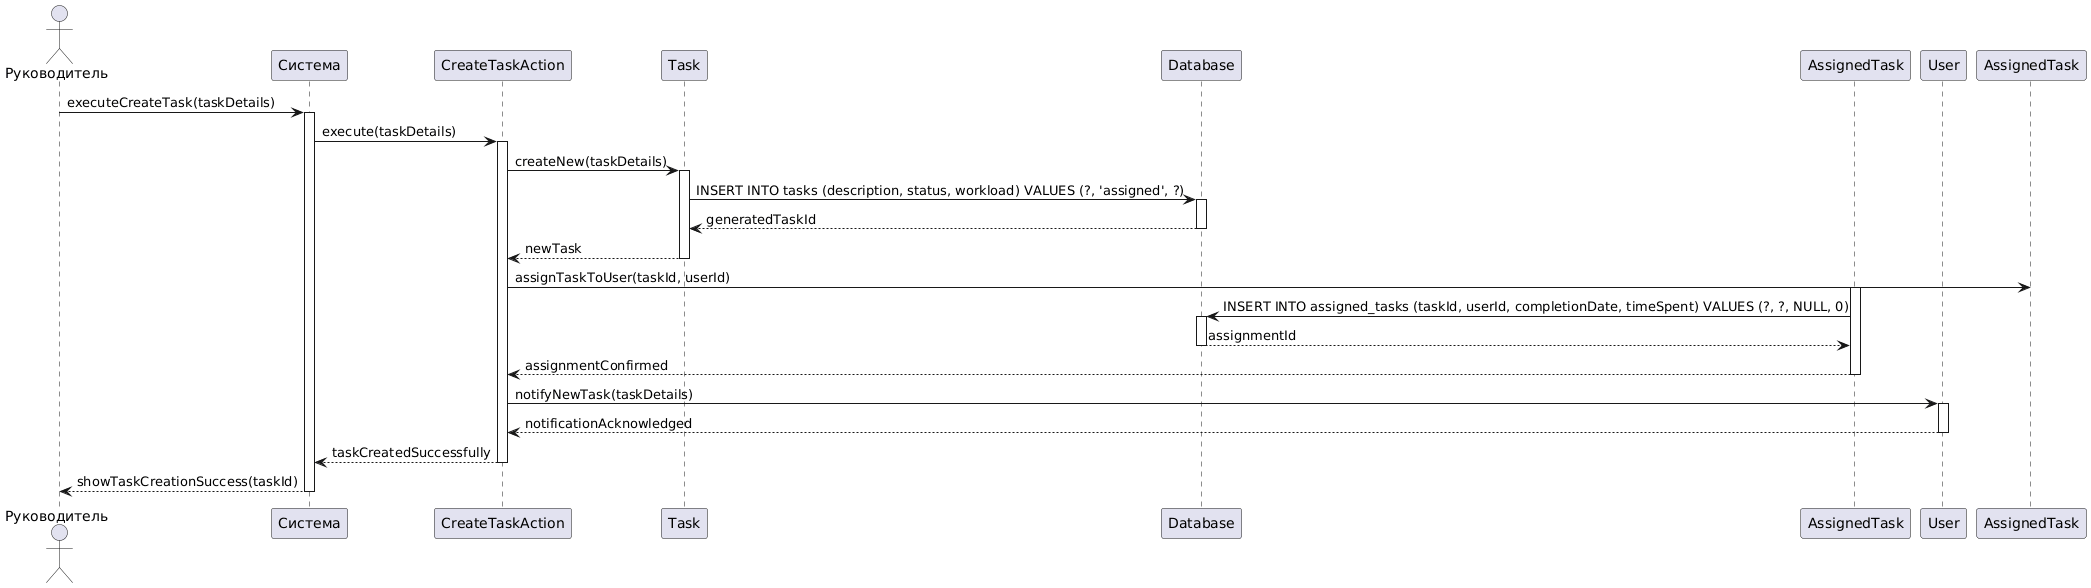 Руководитель
Система
CreateTaskAction
Task
Database
AssignedTask
User
AssignedTask
executeCreateTask(taskDetails)
execute(taskDetails)
createNew(taskDetails)
INSERT INTO tasks (description, status, workload) VALUES (?, 'assigned', ?)
generatedTaskId
newTask
assignTaskToUser(taskId, userId)
INSERT INTO assigned_tasks (taskId, userId, completionDate, timeSpent) VALUES (?, ?, NULL, 0)
assignmentId
assignmentConfirmed
notifyNewTask(taskDetails)
notificationAcknowledged
taskCreatedSuccessfully
showTaskCreationSuccess(taskId)
Руководитель
Система
CreateTaskAction
Task
Database
AssignedTask
User
AssignedTask